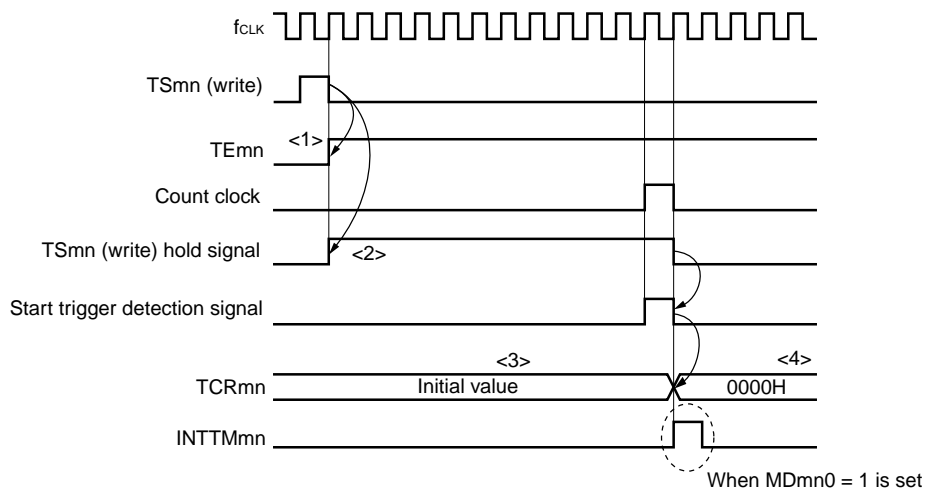 fCLK
TSmn (write)
<1>
TEmn
Count clock
TSmn (write) hold signal
<2>
Start trigger detection signal
<3>
<4>
TCRmn
Initial value
0000H
INTTMmn
When MDmn0 = 1 is set